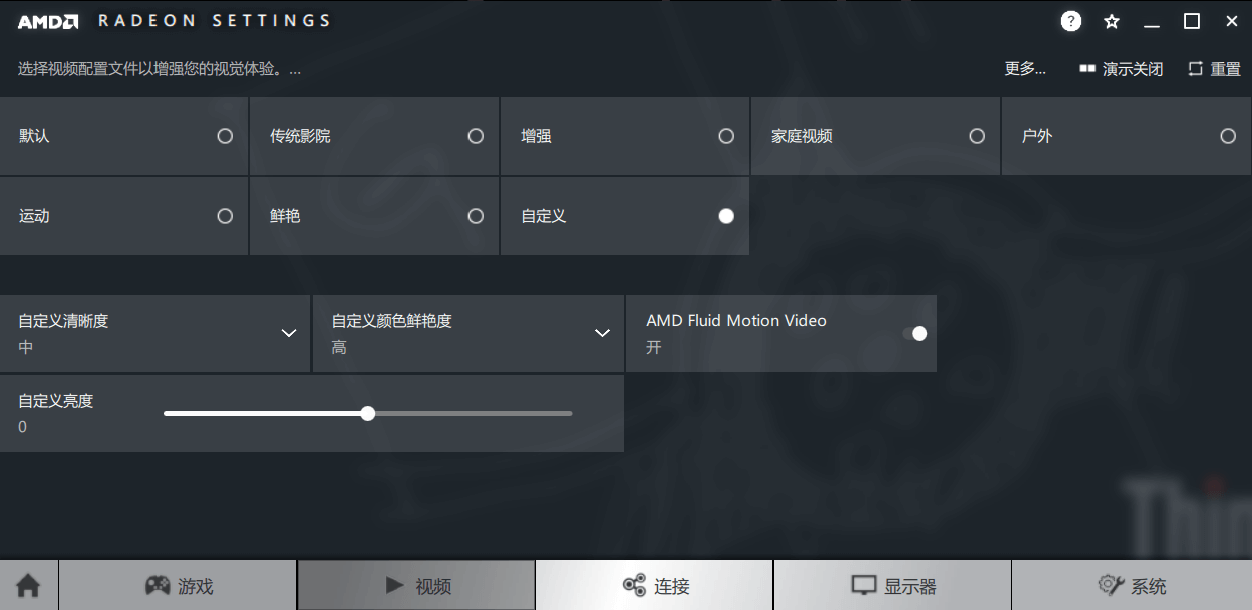 AMD RADEON SETTINGS
选择视频配置文件以增强您的视觉体验。...
更多... 演示关闭 重置
默认 传统影院 增强 家庭视频 户外
运动 鲜艳 自定义
自定义清晰度 自定义颜色鲜艳度 AMD Fluid Motion Video
中 高 开
自定义亮度
0
游戏 视频 连接 显示器 系统